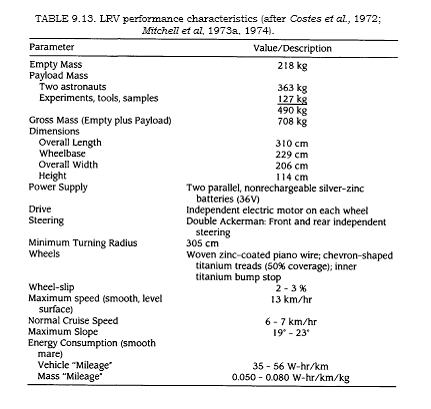 TABLE 9.13. LRV performance characteristics (after Costes et al., 1972;
Mitchell et al, 1973a, 1974).
Parameter Value/Description
Empty Mass 218 kg
Payload Mass
Two astronauts 363 kg
Experiments, tools, samples 127 kg
490 kg
Gross Mass (Empty plus Payload) 708 kg
Dimensions
Overall Length 310 cm
Wheelbase 229 cm
Overall Width 206 cm
Height 114 cm
Power Supply Two parallel, nonrechargeable silver-zinc
batteries (36V)
Drive Independent electric motor on each wheel
Steering Double Ackerman: Front and rear independent
steering
Minimum Turning Radius 305 cm
Wheels Woven zinc-coated piano wire; chevron-shaped
titanium treads (50% coverage); inner
titanium bump stop
Wheel-slip 2 - 3 %
Maximum speed (smooth, level 13 km/hr
surface)
Normal Cruise Speed 6 - 7 km/hr
Maximum Slope 19° - 23°
Energy Consumption (smooth
mare)
Vehicle "Mileage" 35 - 56 W-hr/km
Mass "Mileage" 0.050 - 0.080 W-hr/km/kg